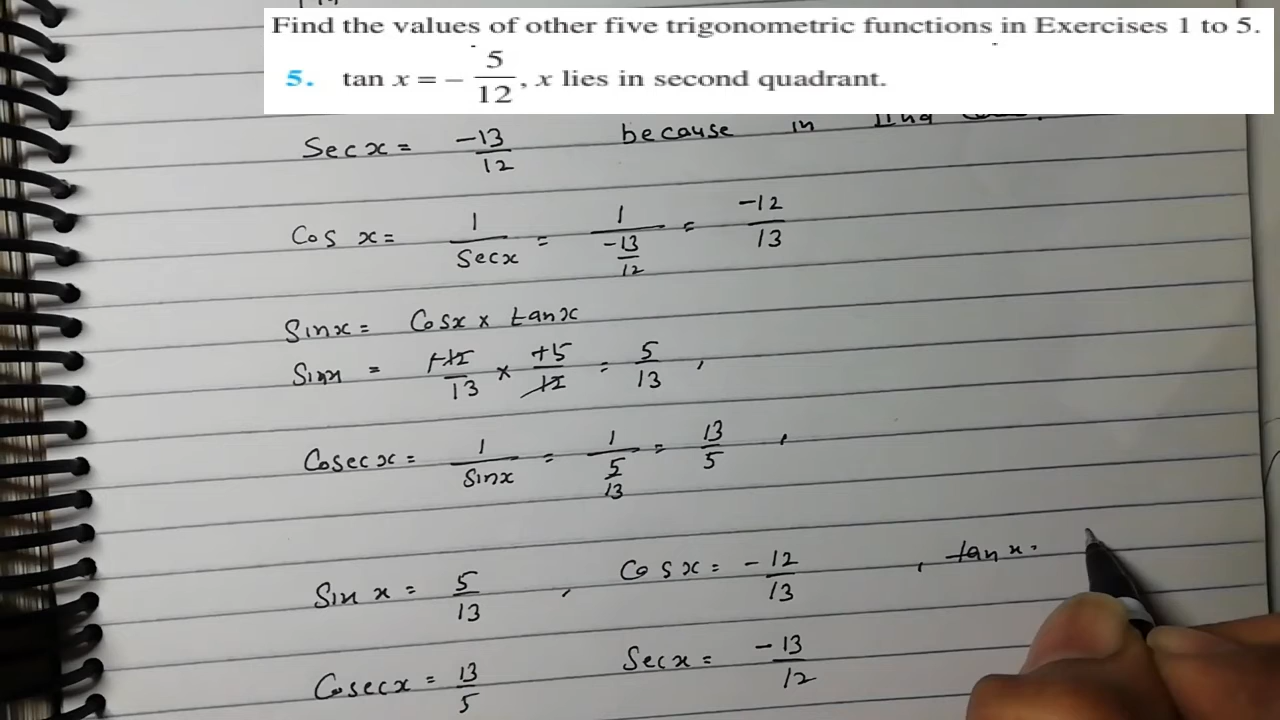 Find the values of other five trigonometric functions in Exercises 1 to 5.
5. tan x = - 5/12, x lies in second quadrant.
Sec x = -13/12 because in IInd
Cos x = 1/Sec x = 1/(-13/12) = -12/13
Sin x = Cos x × tan x
Sin x = -12/13 × -5/12 = 5/13 ,
Cosec x = 1/Sin x = 1/(5/13) = 13/5 ,
Sin x = 5/13 , Cos x = -12/13 , tan x =
Cosec x = 13/5 Sec x = -13/12